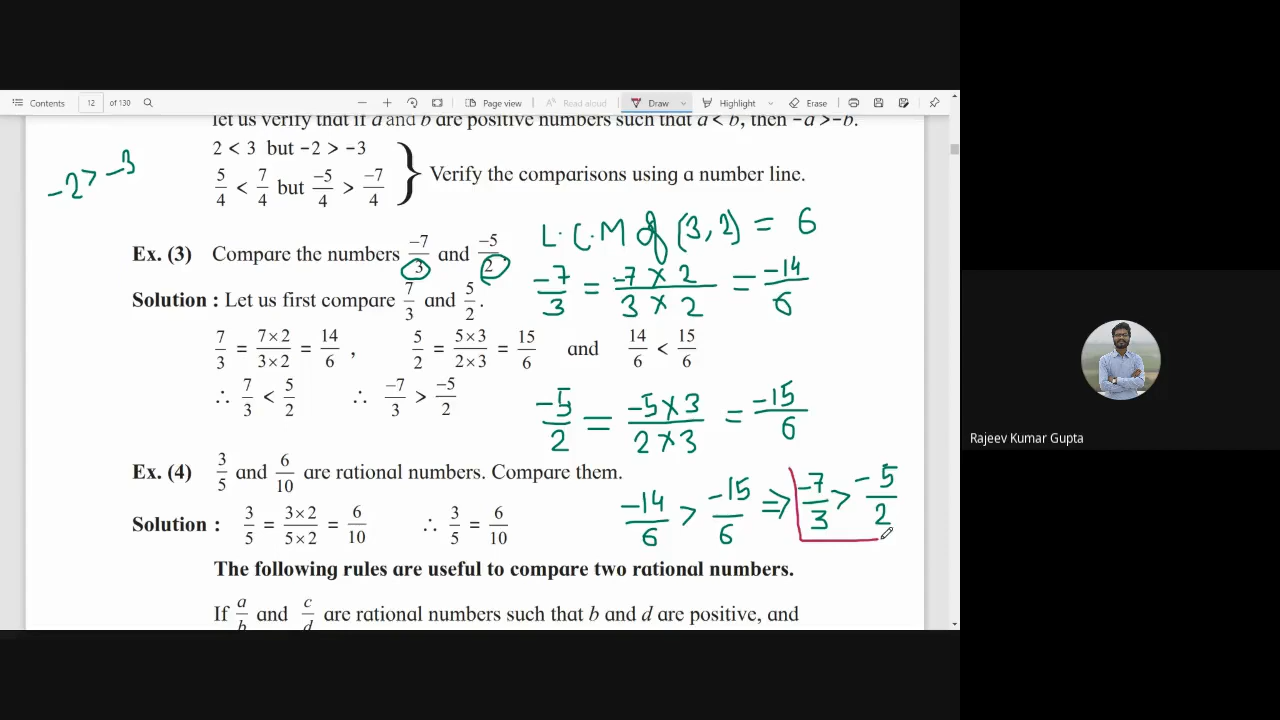 Contents 12 of 130 Page view Read aloud Draw Highlight Erase
let us verify that if a and b are positive numbers such that a < b, then -a >-b.
2 < 3 but -2 > -3
5/4 < 7/4 but -5/4 > -7/4 } Verify the comparisons using a number line.
-2 > -3
L.C.M of (3, 2) = 6
Ex. (3) Compare the numbers -7/3 and -5/2.
-7/3 = -7 × 2 / 3 × 2 = -14/6
Solution : Let us first compare 7/3 and 5/2.
7/3 = 7×2/3×2 = 14/6 , 5/2 = 5×3/2×3 = 15/6 and 14/6 < 15/6
∴ 7/3 < 5/2 ∴ -7/3 > -5/2
-5/2 = -5×3 / 2×3 = -15/6
Ex. (4) 3/5 and 6/10 are rational numbers. Compare them.
-14/6 > -15/6 ⇒ -7/3 > -5/2
Solution : 3/5 = 3×2/5×2 = 6/10 ∴ 3/5 = 6/10
The following rules are useful to compare two rational numbers.
If a/b and c/d are rational numbers such that b and d are positive, and
Rajeev Kumar Gupta